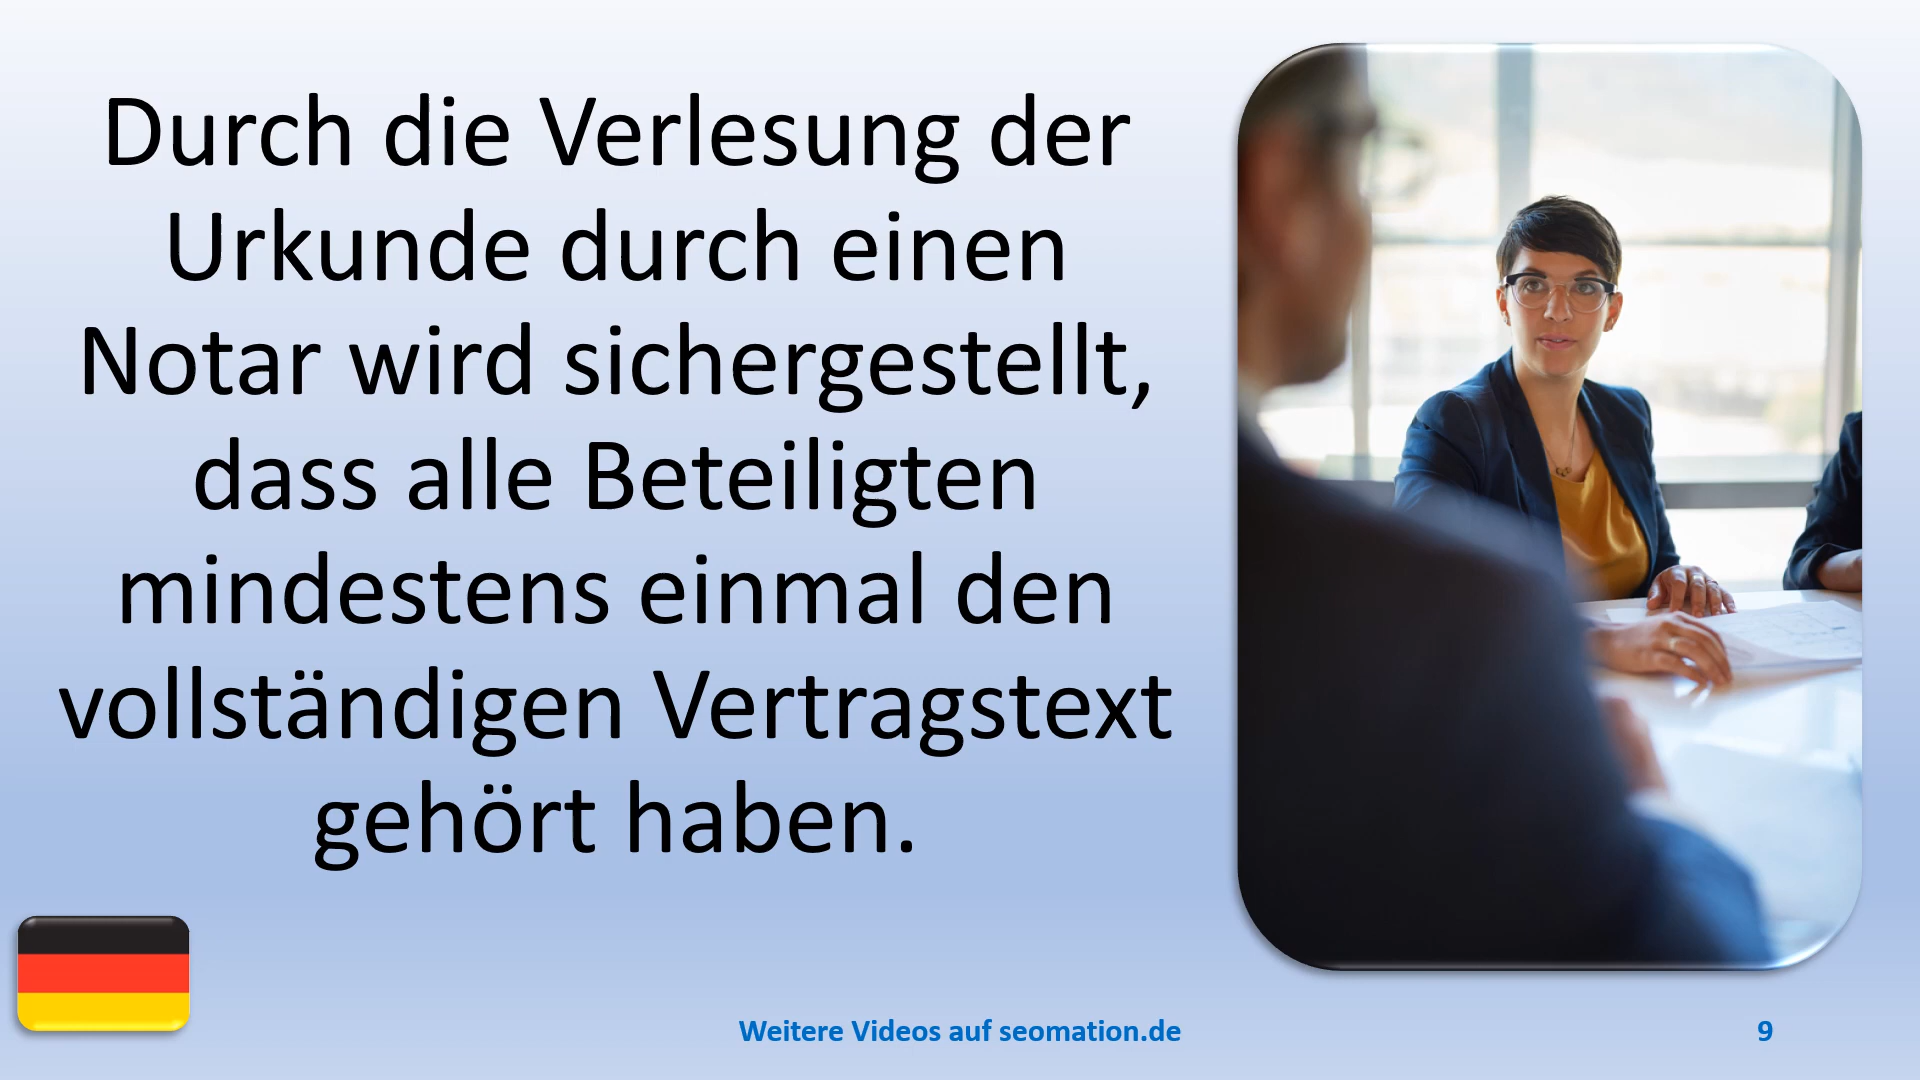 Durch die Verlesung der
Urkunde durch einen
Notar wird sichergestellt,
dass alle Beteiligten
mindestens einmal den
vollständigen Vertragstext
gehört haben.
Weitere Videos auf seomation.de
9